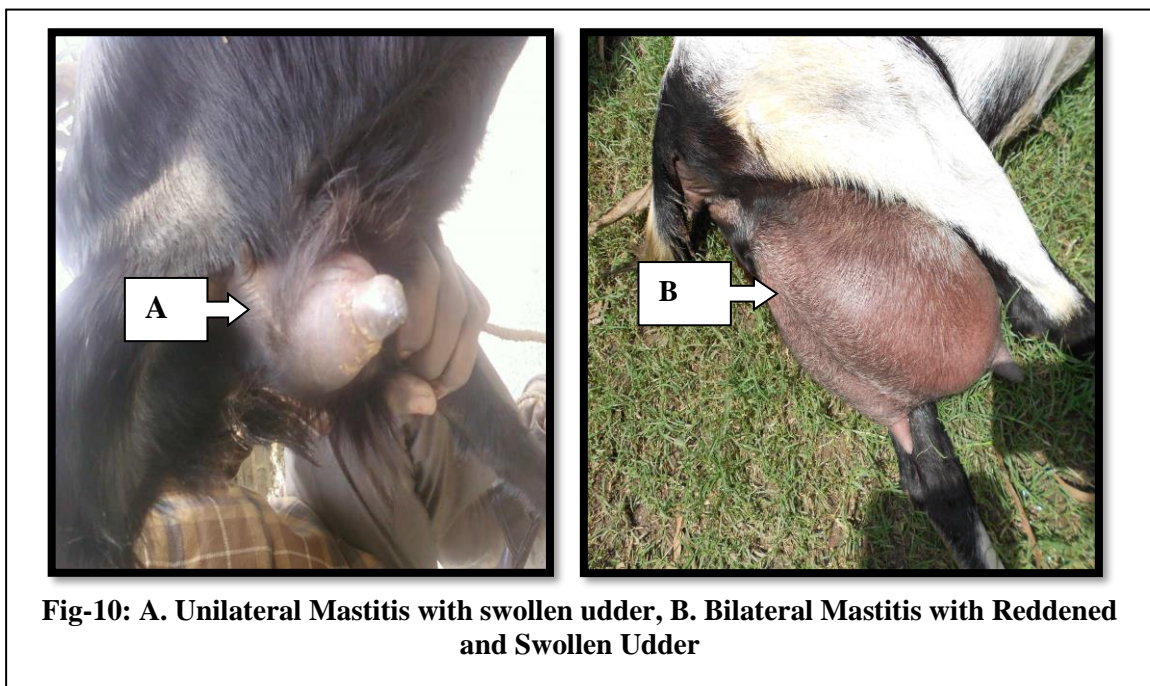 A
B
Fig-10: A. Unilateral Mastitis with swollen udder, B. Bilateral Mastitis with Reddened
and Swollen Udder